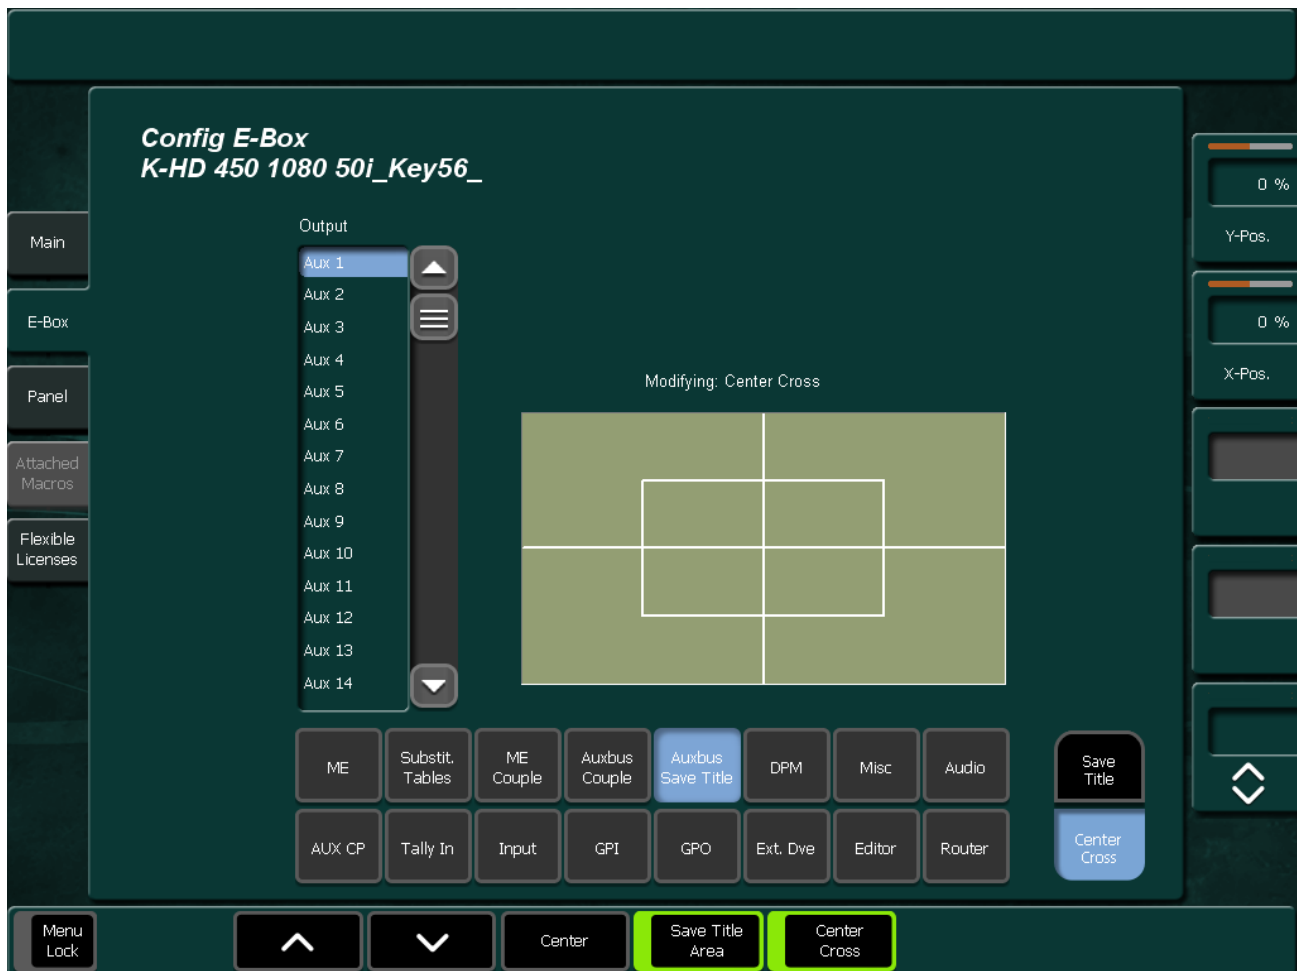 Config E-Box
K-HD 450 1080 50i_Key56_
0 %
Y-Pos.
0 %
X-Pos.
Main
E-Box
Panel
Attached
Macros
Flexible
Licenses
Output
Aux 1
Aux 2
Aux 3
Aux 4
Aux 5
Aux 6
Aux 7
Aux 8
Aux 9
Aux 10
Aux 11
Aux 12
Aux 13
Aux 14
Modifying: Center Cross
ME
Substit.
Tables
ME
Couple
Auxbus
Couple
Auxbus
Save Title
DPM
Misc
Audio
Save
Title
AUX CP
Tally In
Input
GPI
GPO
Ext. Dve
Editor
Router
Center
Cross
Menu
Lock
Center
Save Title
Area
Center
Cross